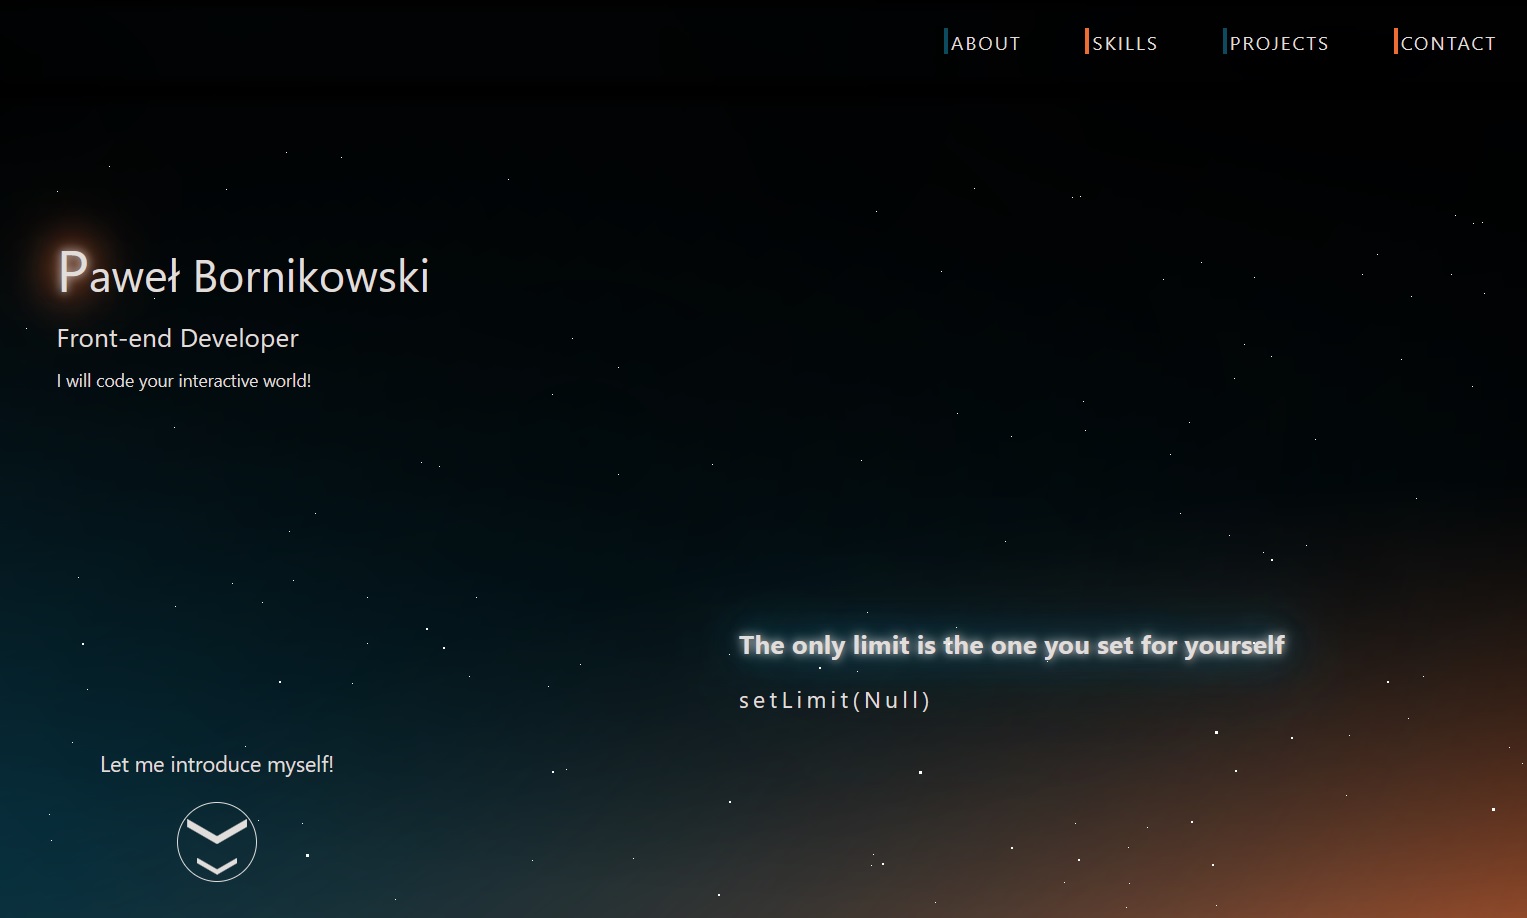 ABOUT SKILLS PROJECTS CONTACT
Paweł Bornikowski
Front-end Developer
I will code your interactive world!
The only limit is the one you set for yourself
setLimit(Null)
Let me introduce myself!